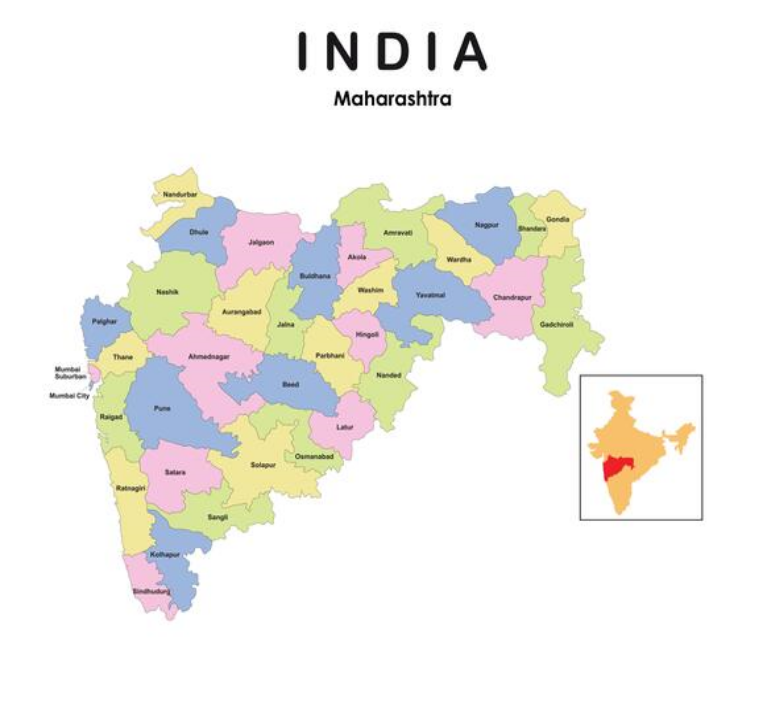 INDIA
Maharashtra
Nandurbar
Dhule
Jalgaon
Buldhana
Akola
Amravati
Wardha
Nagpur
Bhandara
Gondia
Nashik
Aurangabad
Jalna
Washim
Yavatmal
Chandrapur
Gadchiroli
Palghar
Thane
Ahmednagar
Parbhani
Hingoli
Nanded
Mumbai
Suburban
Mumbai City
Raigad
Pune
Beed
Latur
Osmanabad
Solapur
Satara
Ratnagiri
Sangli
Kolhapur
Sindhudurg